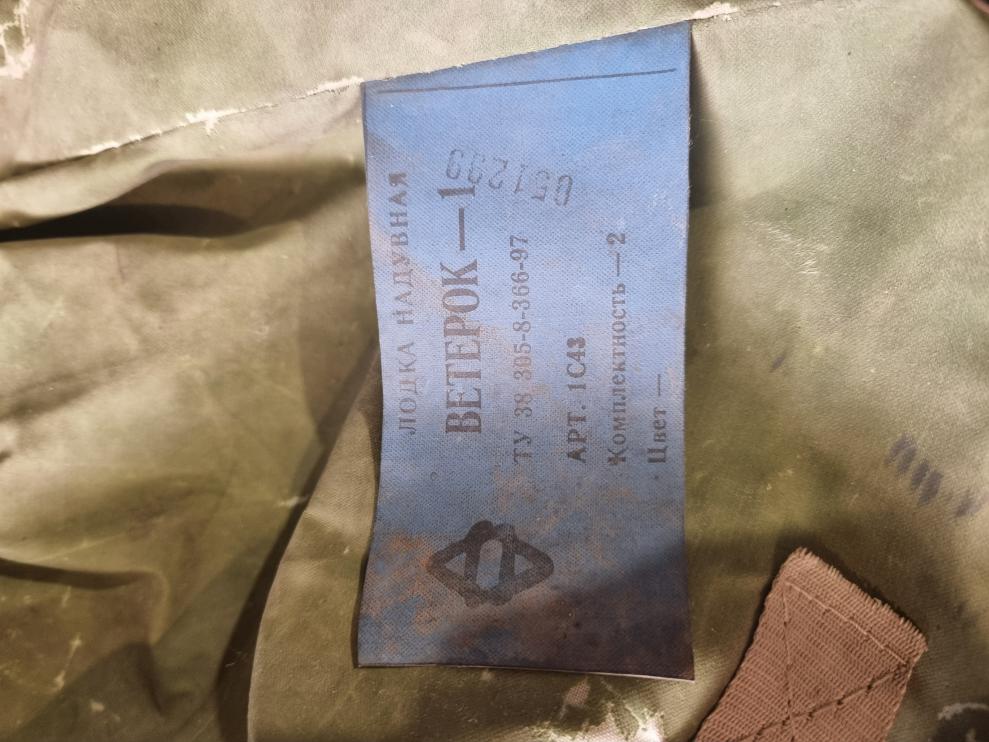 ЛОДКА НАДУВНАЯ
ВЕТЕРОК—1
ТУ 38 305-8-366-97
АРТ. 1С43
Комплектность —2
Цвет —
051299